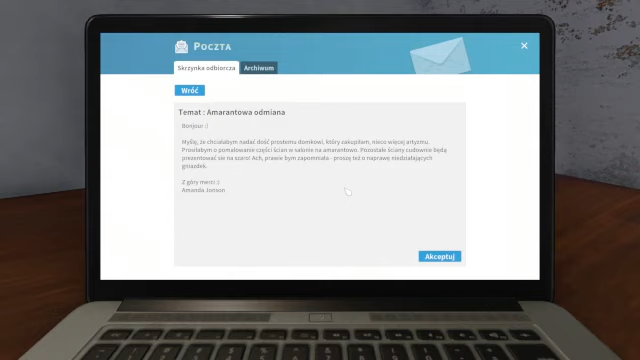 Poczta
Skrzynka odbiorcza
Archiwum
Wróć
Temat : Amarantowa odmiana
Bonjour :)
Myślę, że chciałabym nadać dość prostemu domkowi, który zakupiłam, nieco więcej artyzmu.
Prosiłabym o pomalowanie części ścian w salonie na amarantowo. Pozostałe ściany cudownie będą
prezentować się na szaro! Ach, prawie bym zapomniała - proszę też o naprawę niedziałających
gniazdek.
Z góry merci :)
Amanda Jonson
Akceptuj